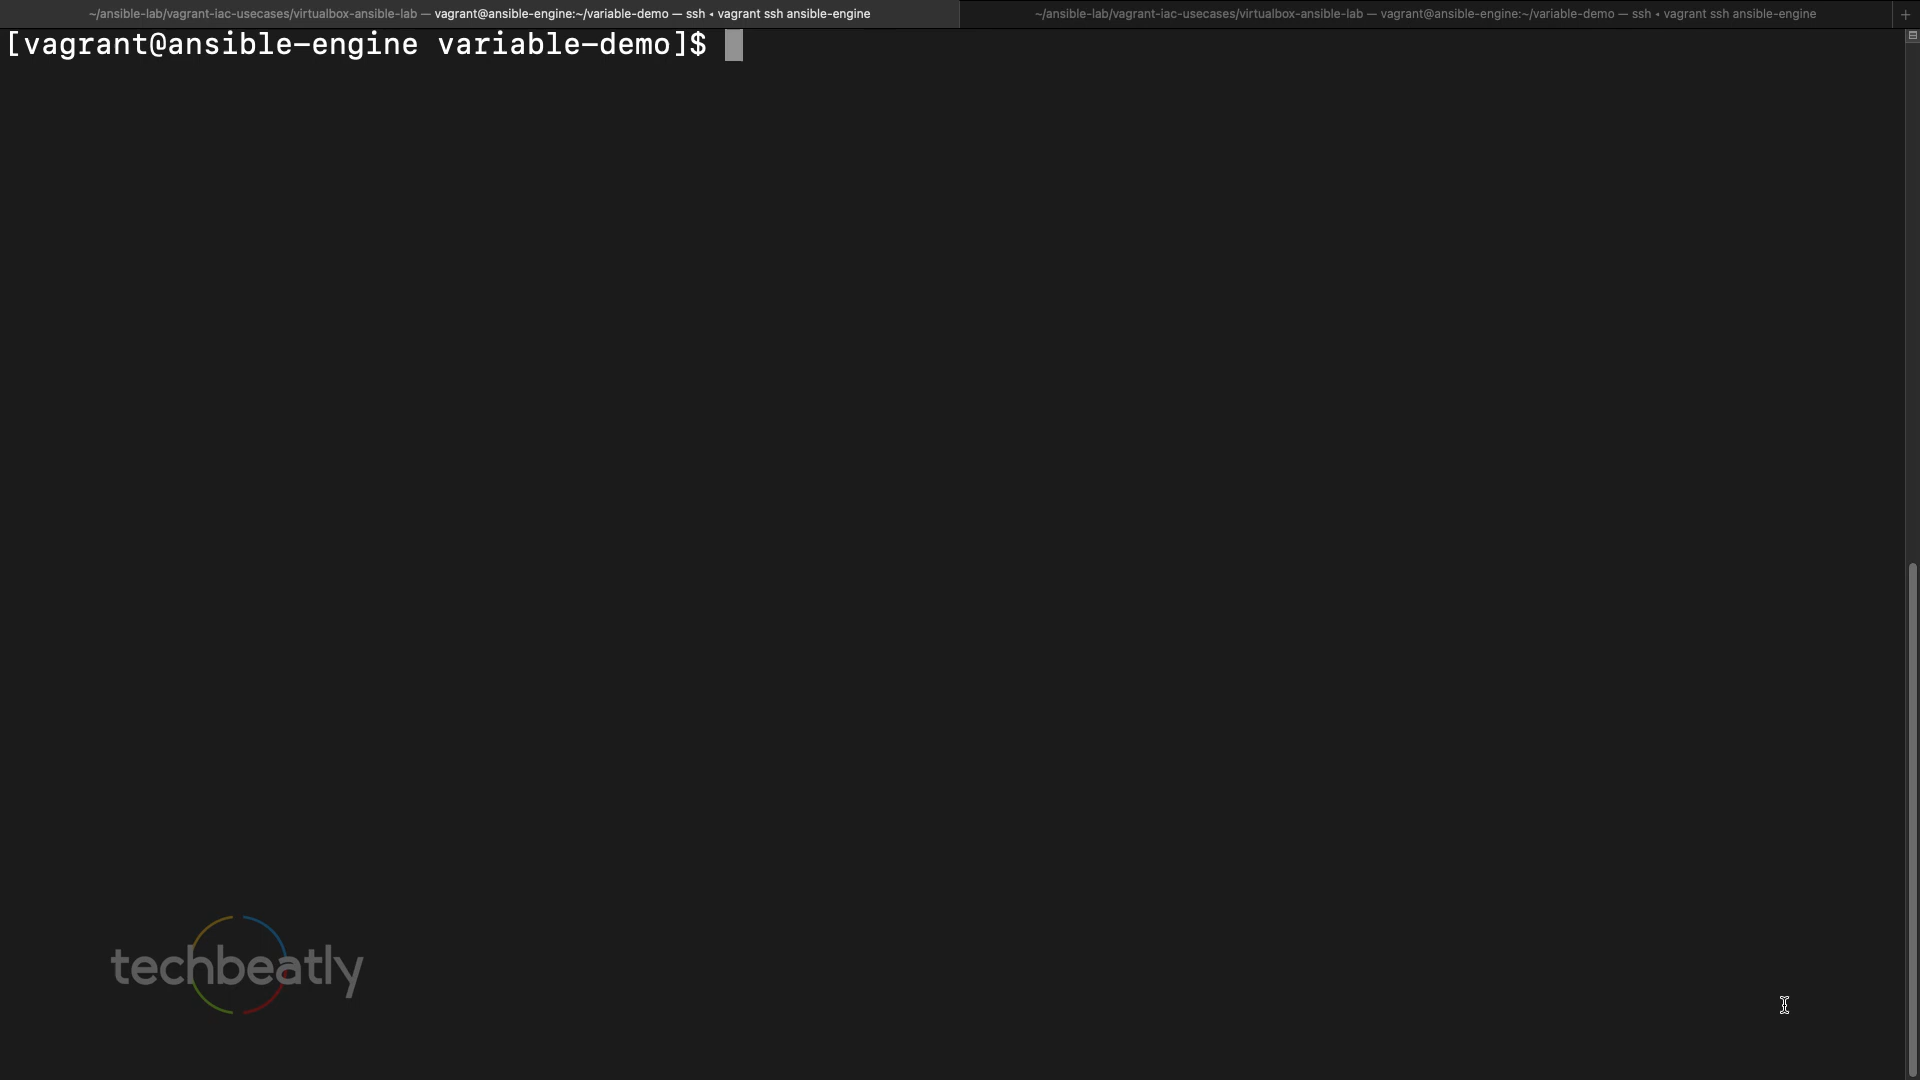 ~/ansible-lab/vagrant-iac-usecases/virtualbox-ansible-lab — vagrant@ansible-engine:~/variable-demo — ssh ◂ vagrant ssh ansible-engine
~/ansible-lab/vagrant-iac-usecases/virtualbox-ansible-lab — vagrant@ansible-engine:~/variable-demo — ssh ◂ vagrant ssh ansible-engine
[vagrant@ansible-engine variable-demo]$
techbeatly